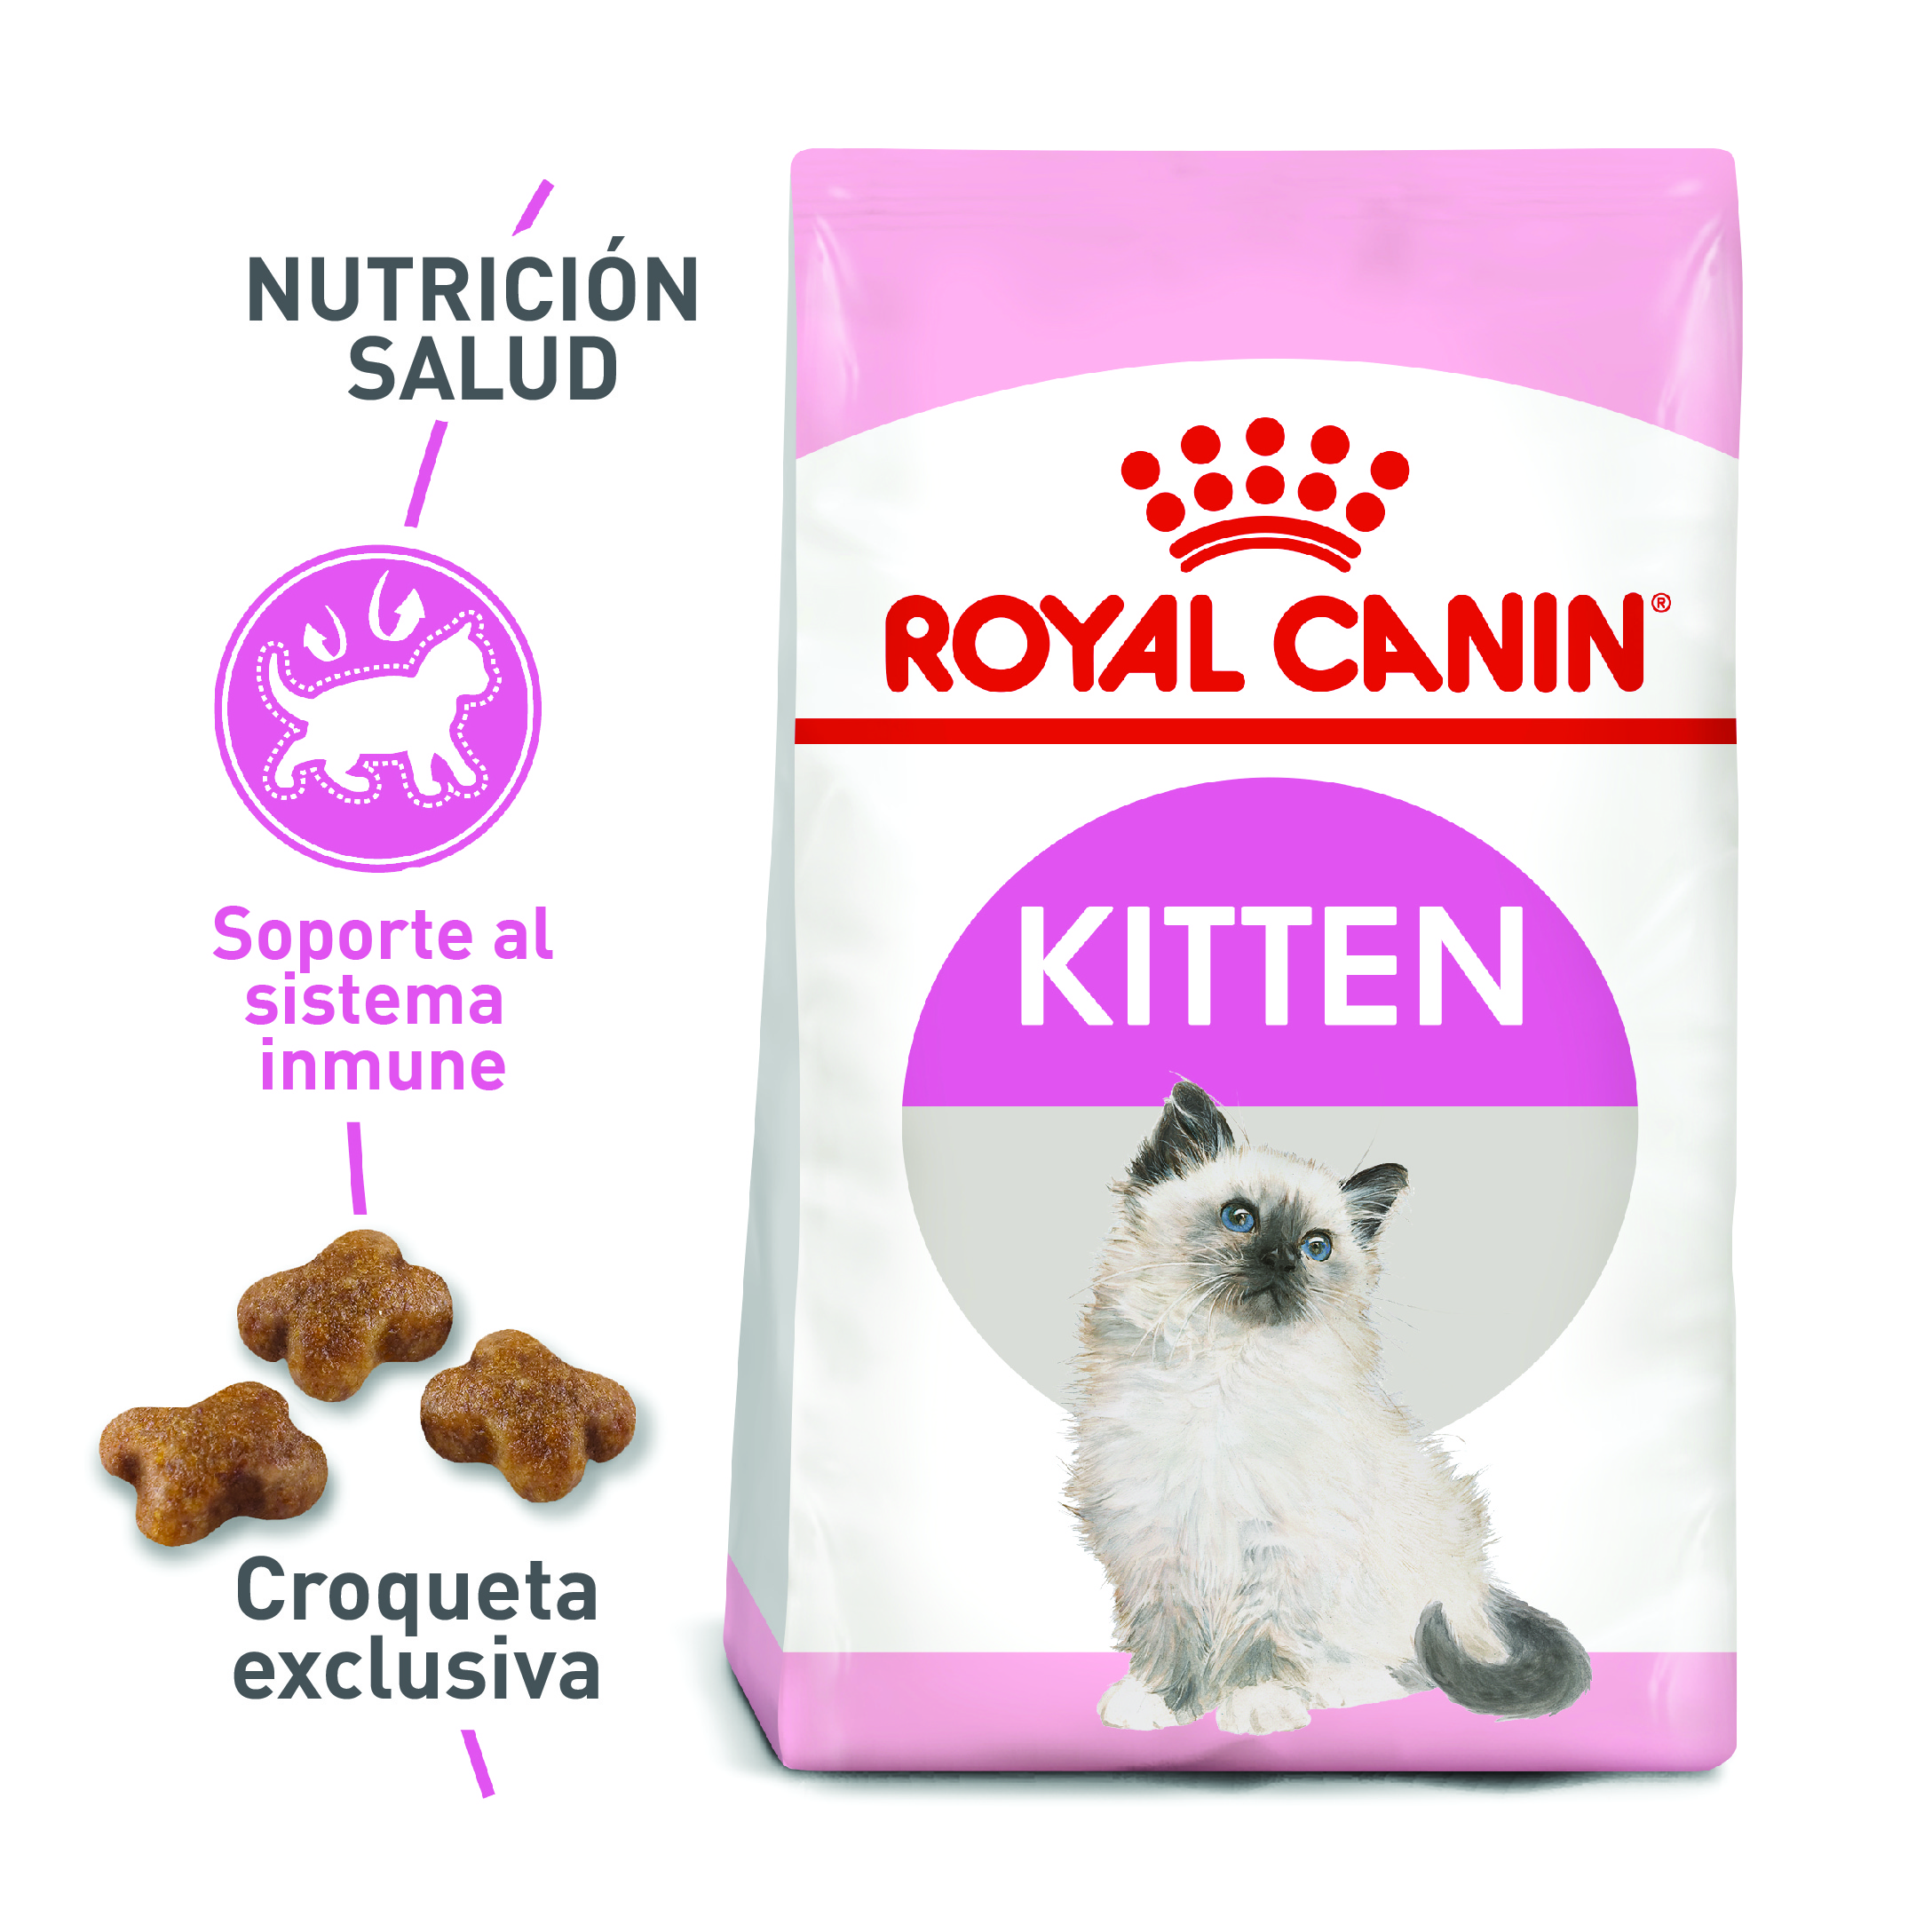 NUTRICIÓN
SALUD
Soporte al
sistema
inmune
Croqueta
exclusiva
ROYAL CANIN®
KITTEN